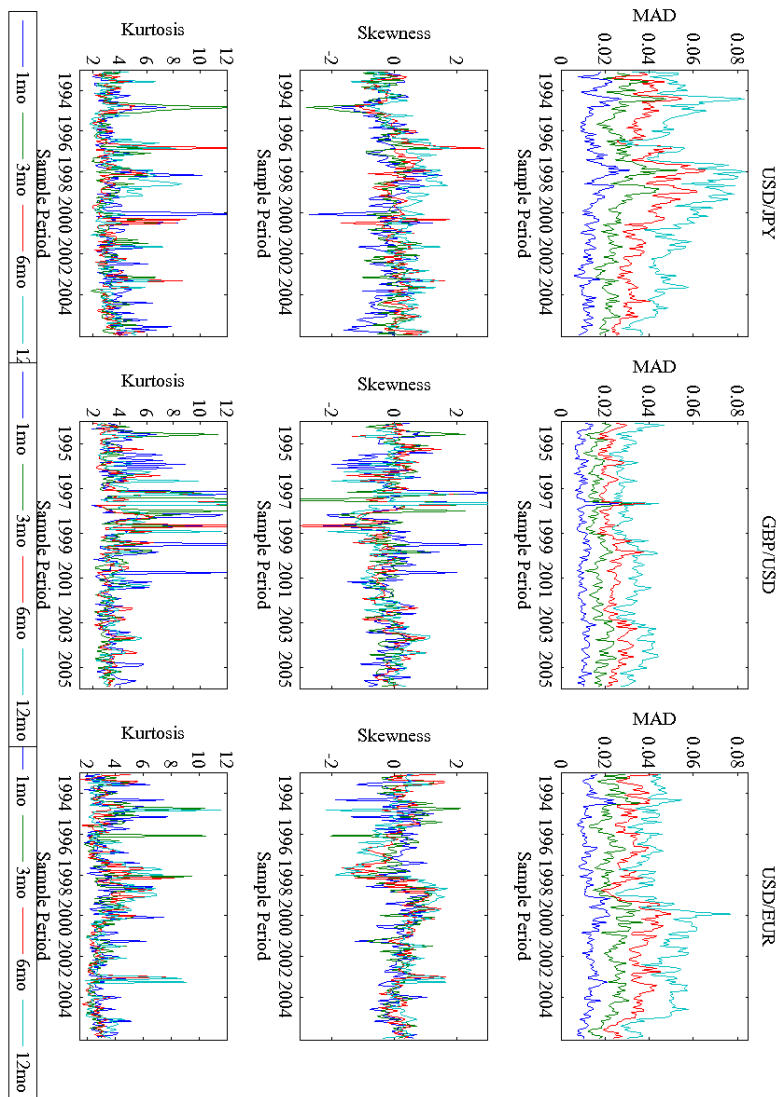 USD/JPY
GBP/USD
USD/EUR
MAD
0.08
0.06
0.04
0.02
0
1994 1996 1998 2000 2002 2004
Sample Period
MAD
0.08
0.06
0.04
0.02
0
1995 1997 1999 2001 2003 2005
Sample Period
MAD
0.08
0.06
0.04
0.02
0
1994 1996 1998 2000 2002 2004
Sample Period
Skewness
2
0
-2
1994 1996 1998 2000 2002 2004
Sample Period
Skewness
2
0
-2
1995 1997 1999 2001 2003 2005
Sample Period
Skewness
2
0
-2
1994 1996 1998 2000 2002 2004
Sample Period
Kurtosis
12
10
8
6
4
2
1994 1996 1998 2000 2002 2004
Sample Period
Kurtosis
12
10
8
6
4
2
1995 1997 1999 2001 2003 2005
Sample Period
Kurtosis
12
10
8
6
4
2
1994 1996 1998 2000 2002 2004
Sample Period
1mo 3mo 6mo 12
1mo 3mo 6mo 12mo
1mo 3mo 6mo 12mo